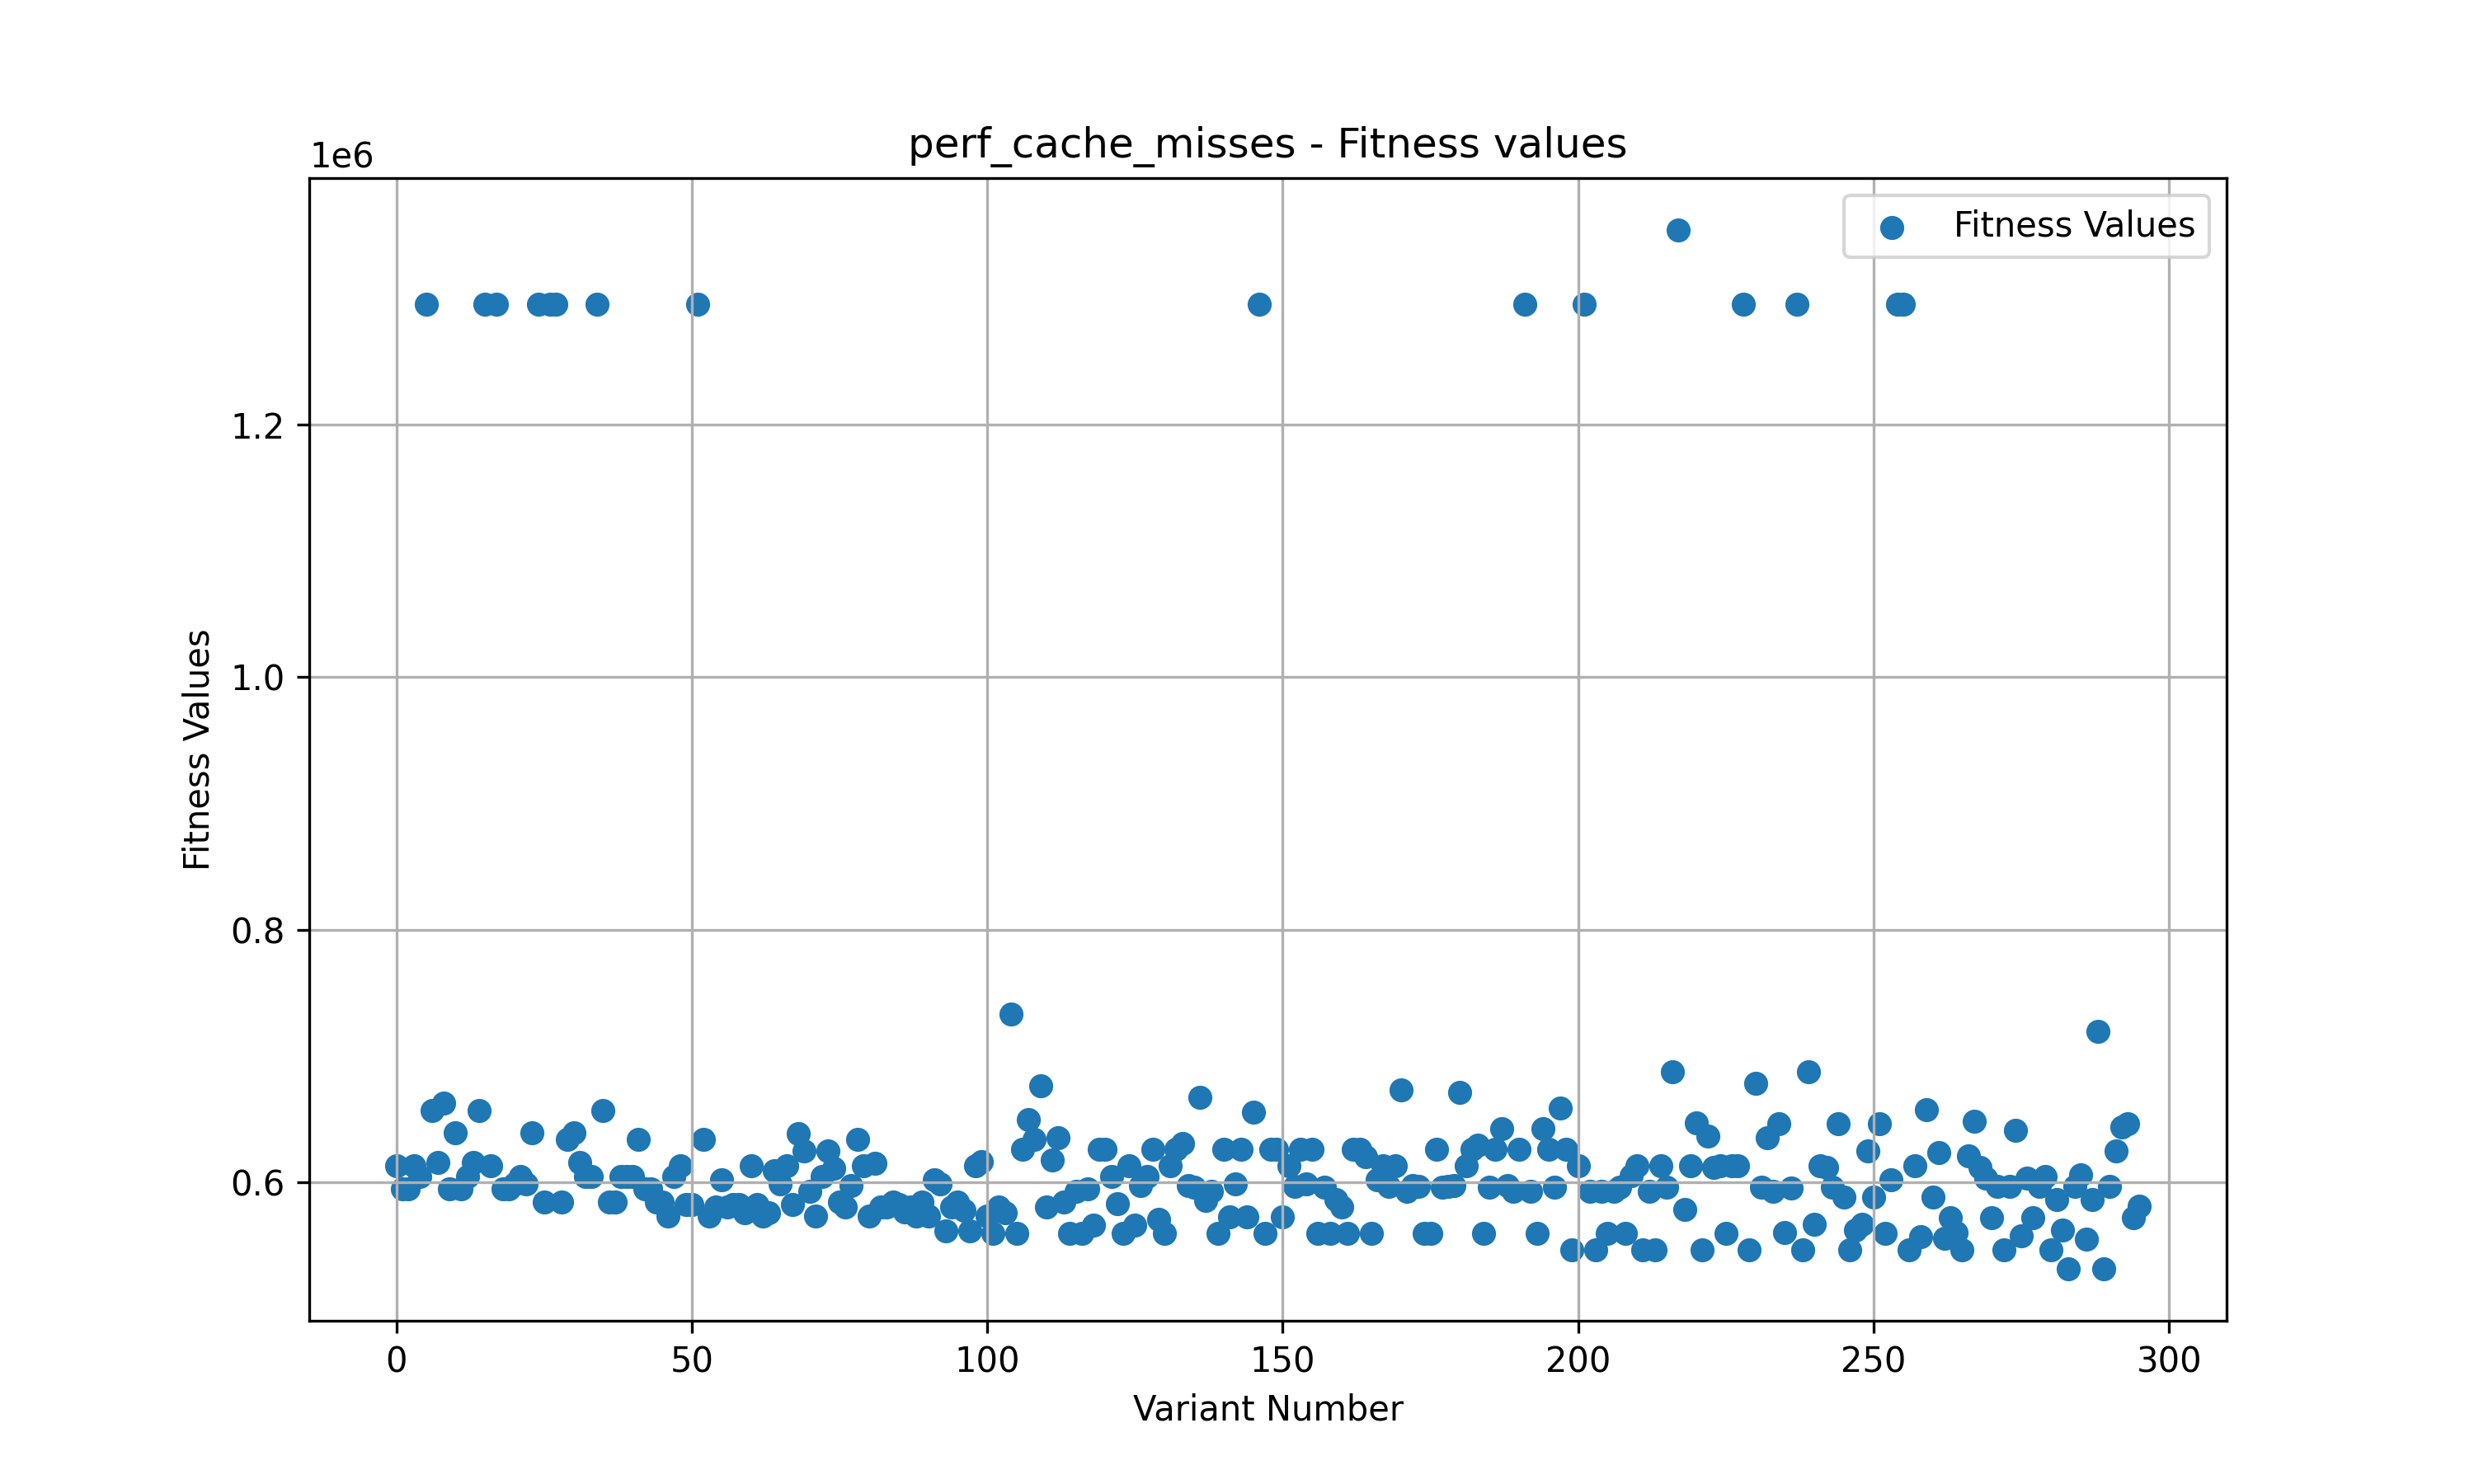 perf_cache_misses - Fitness values
1e6
Fitness Values
1.2
1.0
0.8
0.6
Fitness Values
0 50 100 150 200 250 300
Variant Number